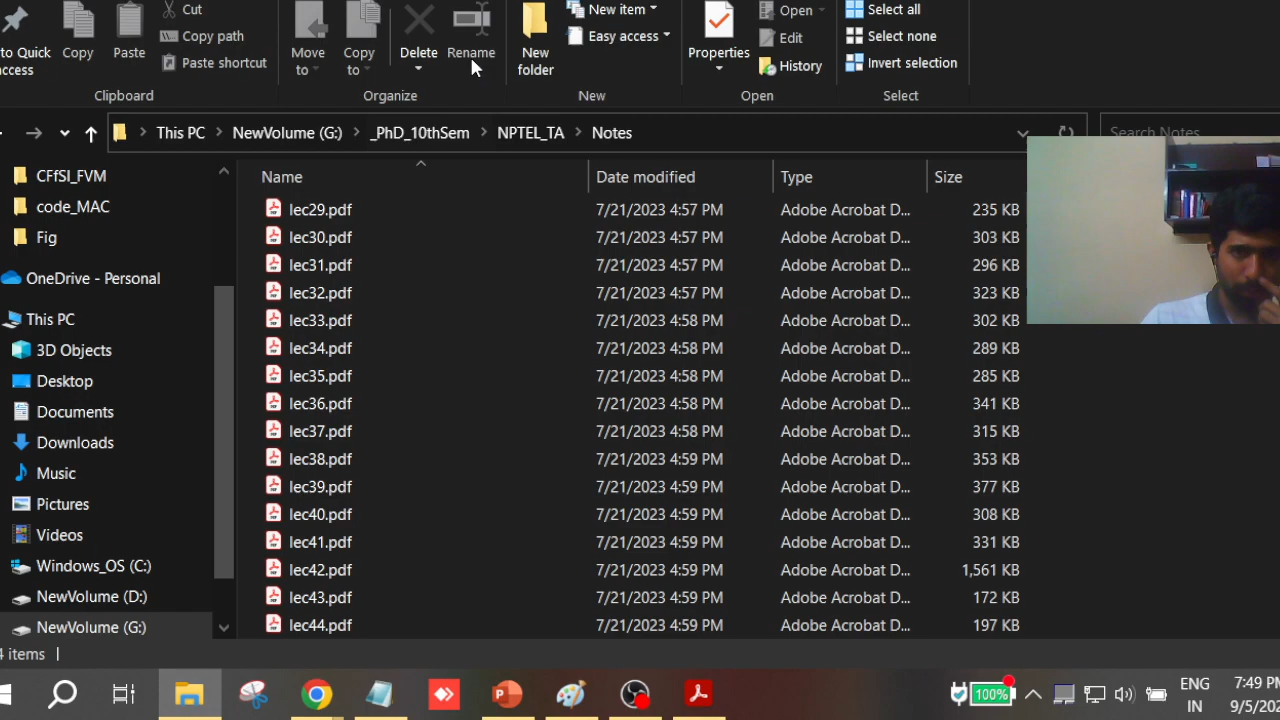 Cut
New item
Open
Select all
Copy path
Easy access
Edit
Select none
to Quick
access
Copy
Paste
Paste shortcut
Move
to
Copy
to
Delete
Rename
New
folder
Properties
History
Invert selection
Clipboard
Organize
New
Open
Select
This PC
NewVolume (G:)
_PhD_10thSem
NPTEL_TA
Notes
Search Notes
CFfSI_FVM
code_MAC
Fig
OneDrive - Personal
This PC
3D Objects
Desktop
Documents
Downloads
Music
Pictures
Videos
Windows_OS (C:)
NewVolume (D:)
NewVolume (G:)
Name Date modified Type Size
lec29.pdf 7/21/2023 4:57 PM Adobe Acrobat D... 235 KB
lec30.pdf 7/21/2023 4:57 PM Adobe Acrobat D... 303 KB
lec31.pdf 7/21/2023 4:57 PM Adobe Acrobat D... 296 KB
lec32.pdf 7/21/2023 4:57 PM Adobe Acrobat D... 323 KB
lec33.pdf 7/21/2023 4:58 PM Adobe Acrobat D... 302 KB
lec34.pdf 7/21/2023 4:58 PM Adobe Acrobat D... 289 KB
lec35.pdf 7/21/2023 4:58 PM Adobe Acrobat D... 285 KB
lec36.pdf 7/21/2023 4:58 PM Adobe Acrobat D... 341 KB
lec37.pdf 7/21/2023 4:58 PM Adobe Acrobat D... 315 KB
lec38.pdf 7/21/2023 4:59 PM Adobe Acrobat D... 353 KB
lec39.pdf 7/21/2023 4:59 PM Adobe Acrobat D... 377 KB
lec40.pdf 7/21/2023 4:59 PM Adobe Acrobat D... 308 KB
lec41.pdf 7/21/2023 4:59 PM Adobe Acrobat D... 331 KB
lec42.pdf 7/21/2023 4:59 PM Adobe Acrobat D... 1,561 KB
lec43.pdf 7/21/2023 4:59 PM Adobe Acrobat D... 172 KB
lec44.pdf 7/21/2023 4:59 PM Adobe Acrobat D... 197 KB
4 items
100%
ENG
IN
7:49 PM
9/5/202